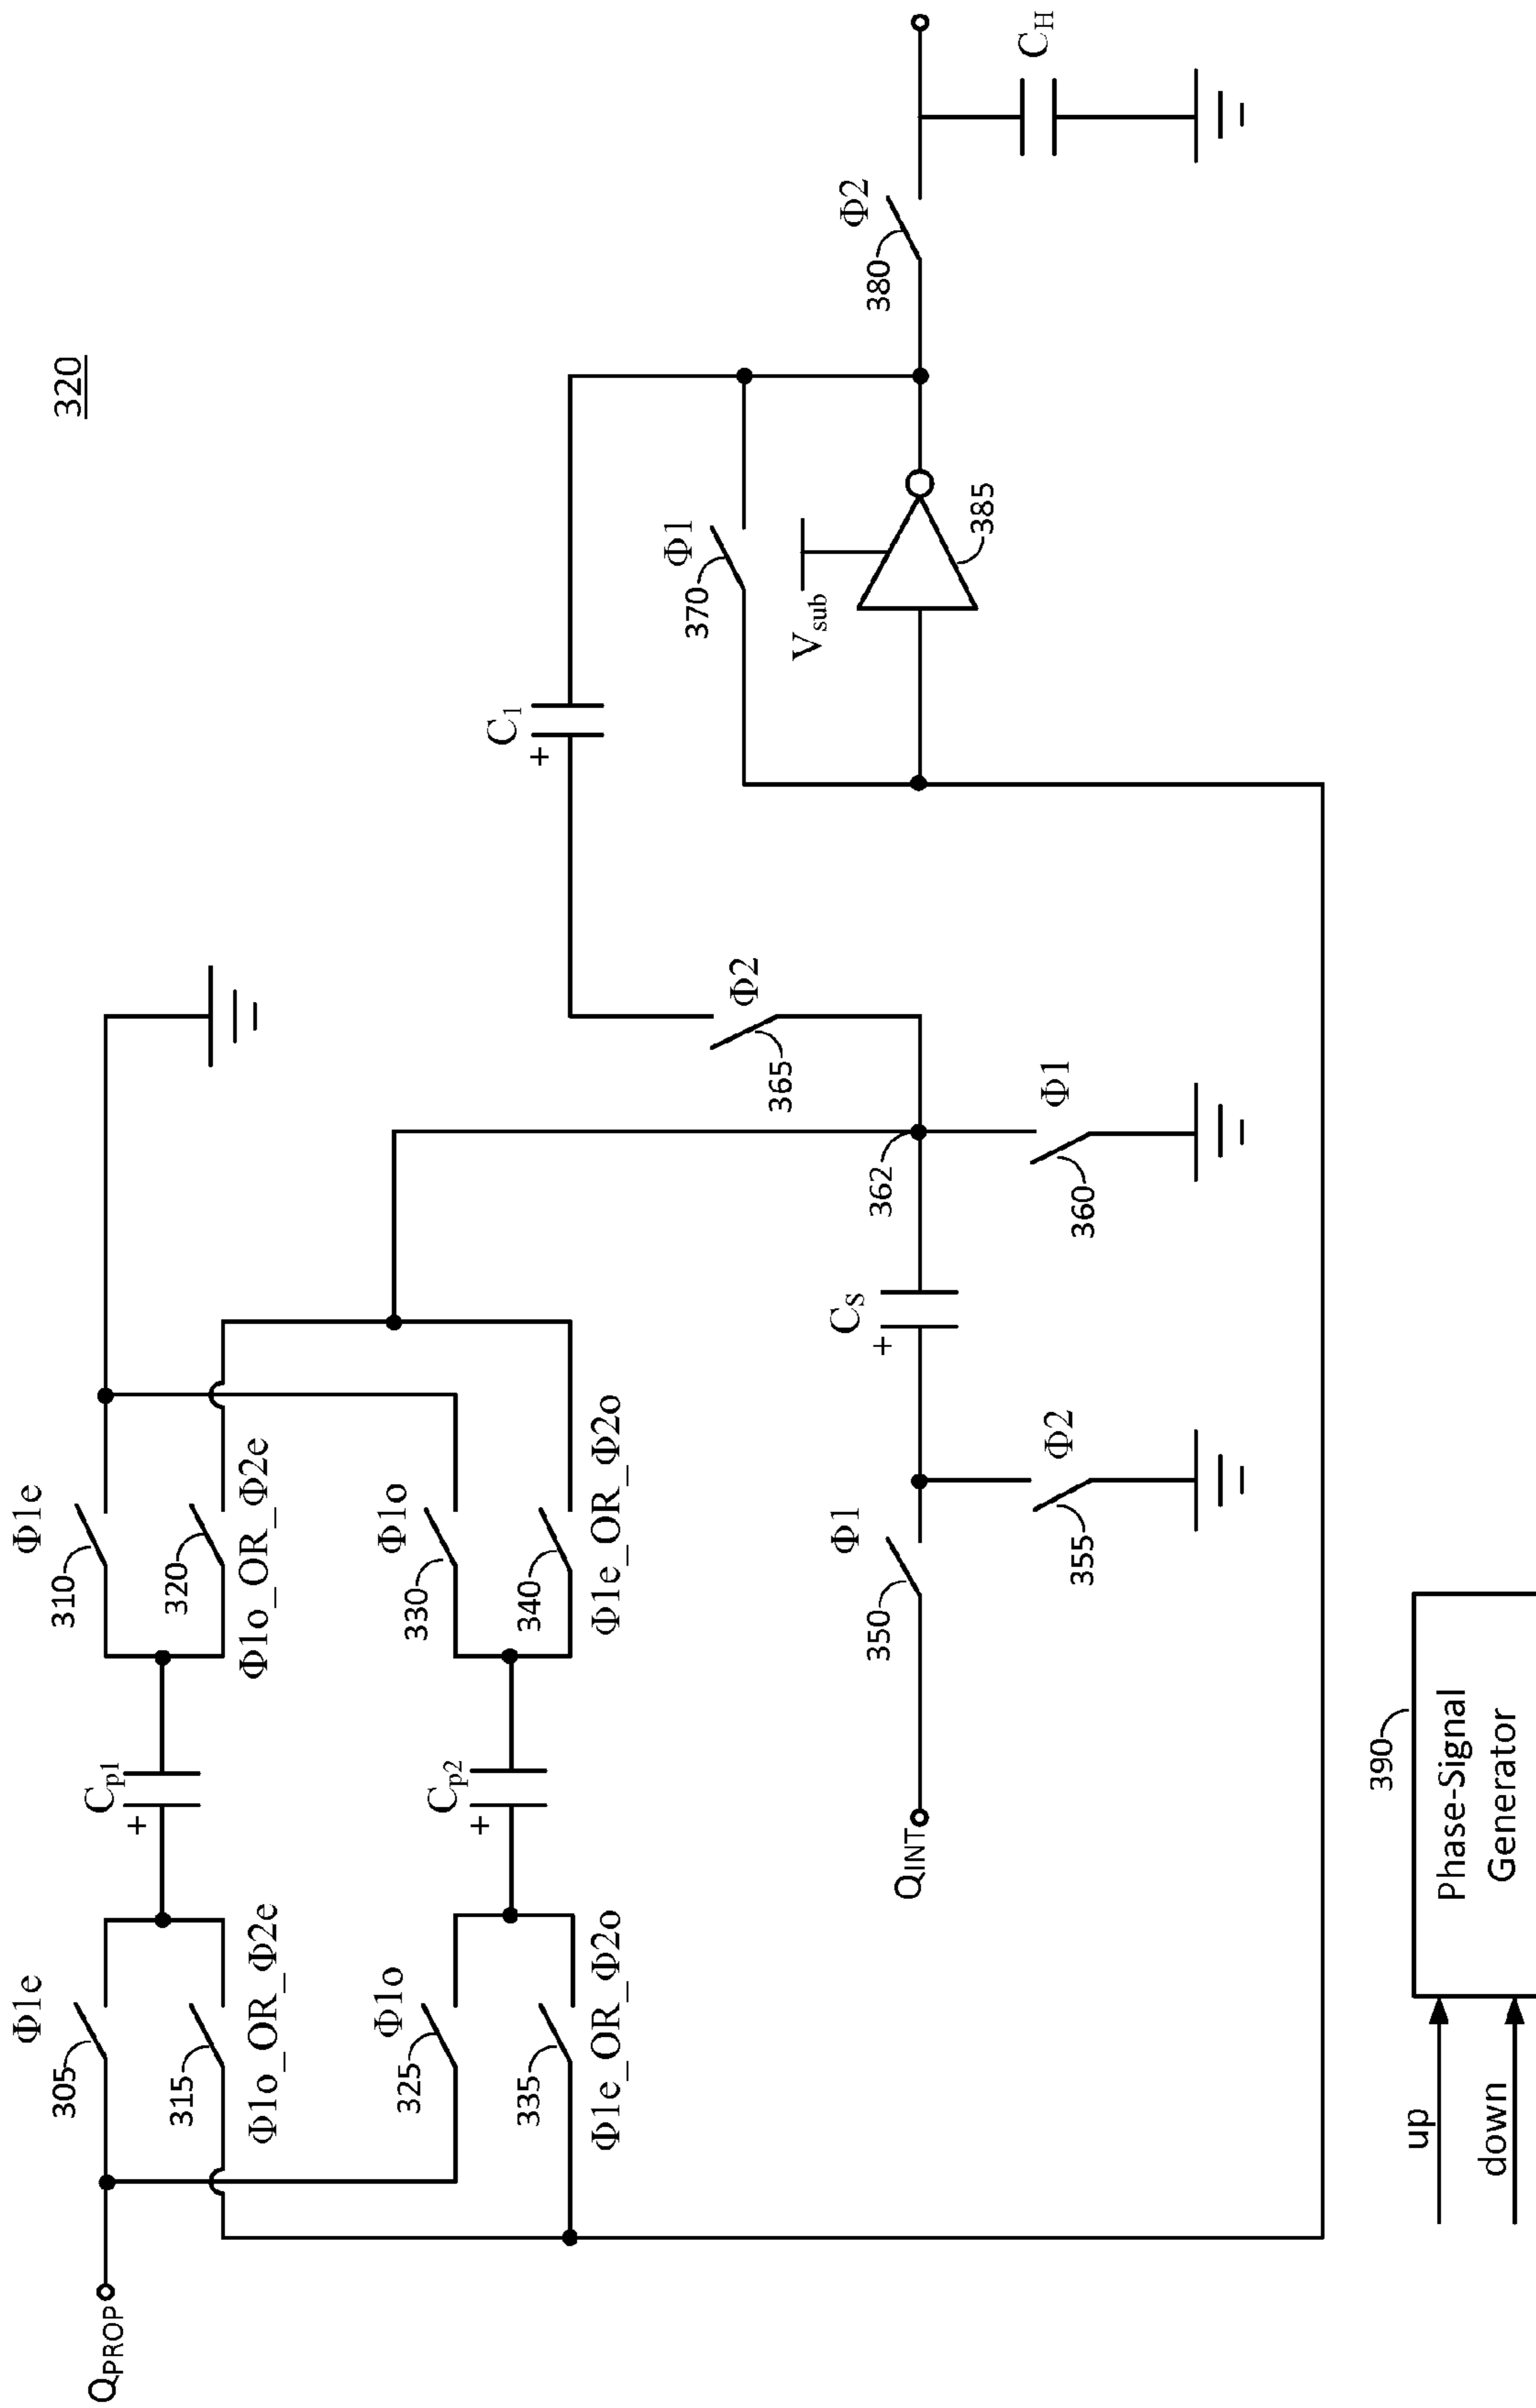 320
Φ1e
305
Φ1e
310
Q_PROP
+
C_p1
315
Φ1o_OR_Φ2e
320
Φ1o_OR_Φ2e
Φ1o
325
+
C_p2
Φ1o
330
335
Φ1e_OR_Φ2o
340
Φ1e_OR_Φ2o
+
C_1
Φ2
365
Φ1
370
V_sub
385
Φ2
380
C_H
Q_INT
Φ1
350
+
C_S
362
Φ2
355
Φ1
360
390
up
down
Phase-Signal
Generator